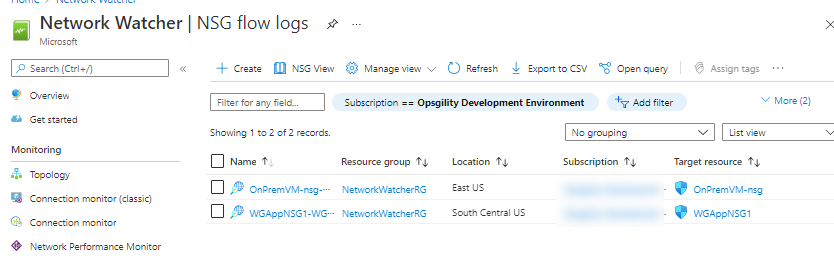 Home > Network Watcher
Network Watcher | NSG flow logs
Microsoft
Search (Ctrl+/)
Overview
Get started
Monitoring
Topology
Connection monitor (classic)
Connection monitor
Network Performance Monitor
Create NSG View Manage view Refresh Export to CSV Open query Assign tags
Filter for any field...
Subscription == Opsgility Development Environment
Add filter
More (2)
Showing 1 to 2 of 2 records.
No grouping
List view
Name Resource group Location Subscription Target resource
OnPremVM-nsg-... NetworkWatcherRG East US OnPremVM-nsg
WGAppNSG1-WG... NetworkWatcherRG South Central US WGAppNSG1